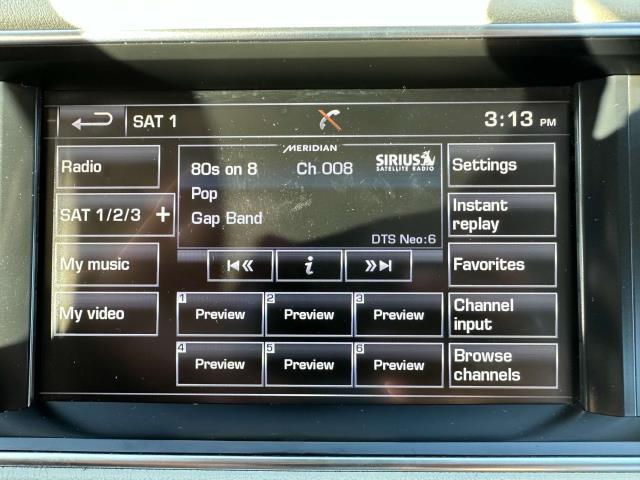 SAT 1
3:13 PM
Radio
SAT 1/2/3 +
My music
My video
MERIDIAN
80s on 8 Ch 008
SIRIUS
SATELLITE RADIO
Pop
Gap Band
DTS Neo:6
i
1 Preview
2 Preview
3 Preview
4 Preview
5 Preview
6 Preview
Settings
Instant
replay
Favorites
Channel
input
Browse
channels